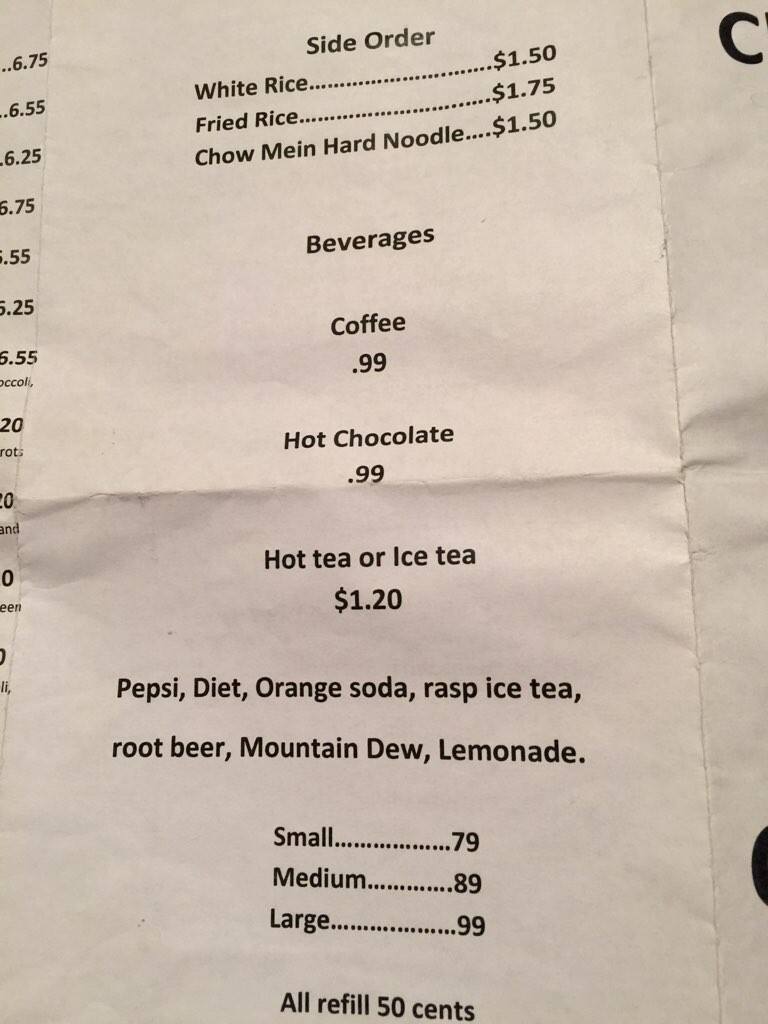 ..6.75
..6.55
.6.25
6.75
.55
.25
6.55
20
and
Side Order
White Rice..............................$1.50
Fried Rice...............................$1.75
Chow Mein Hard Noodle....$1.50
Beverages
Coffee
.99
Hot Chocolate
.99
Hot tea or Ice tea
$1.20
Pepsi, Diet, Orange soda, rasp ice tea,
root beer, Mountain Dew, Lemonade.
Small...................79
Medium.............89
Large.....................99
All refill 50 cents